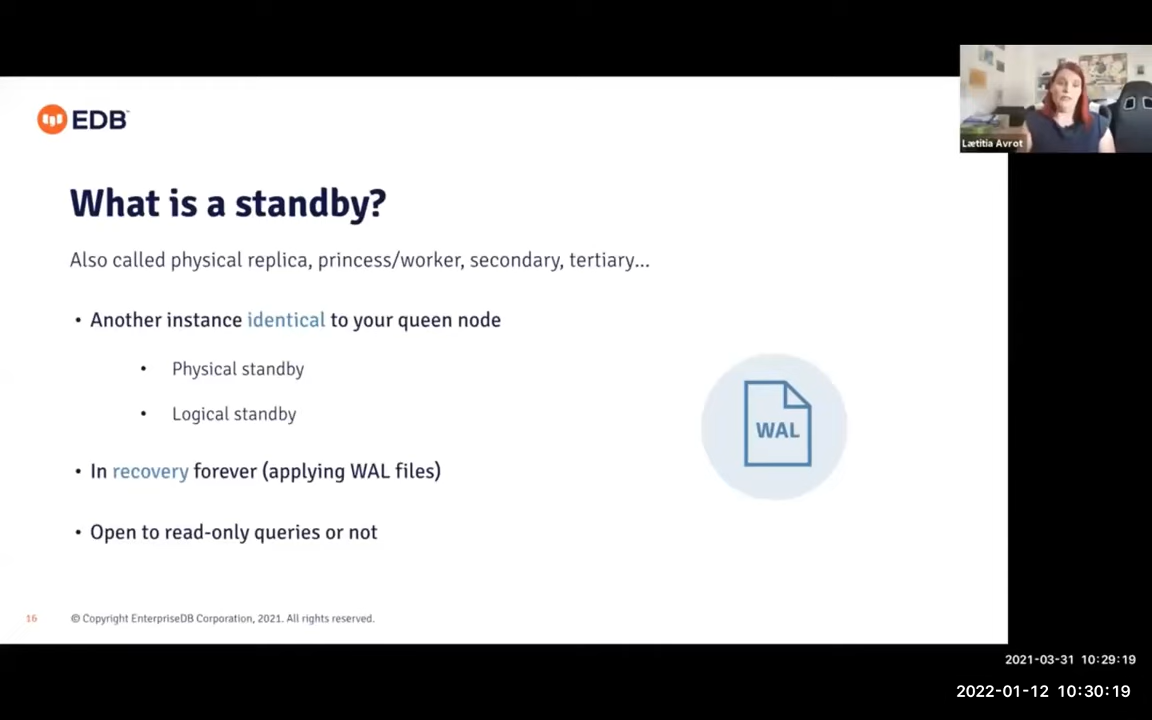 EDB™
Lætitia Avrot
What is a standby?
Also called physical replica, princess/worker, secondary, tertiary...
• Another instance identical to your queen node
• Physical standby
• Logical standby
WAL
• In recovery forever (applying WAL files)
• Open to read-only queries or not
16 © Copyright EnterpriseDB Corporation, 2021. All rights reserved.
2021-03-31 10:29:19
2022-01-12 10:30:19